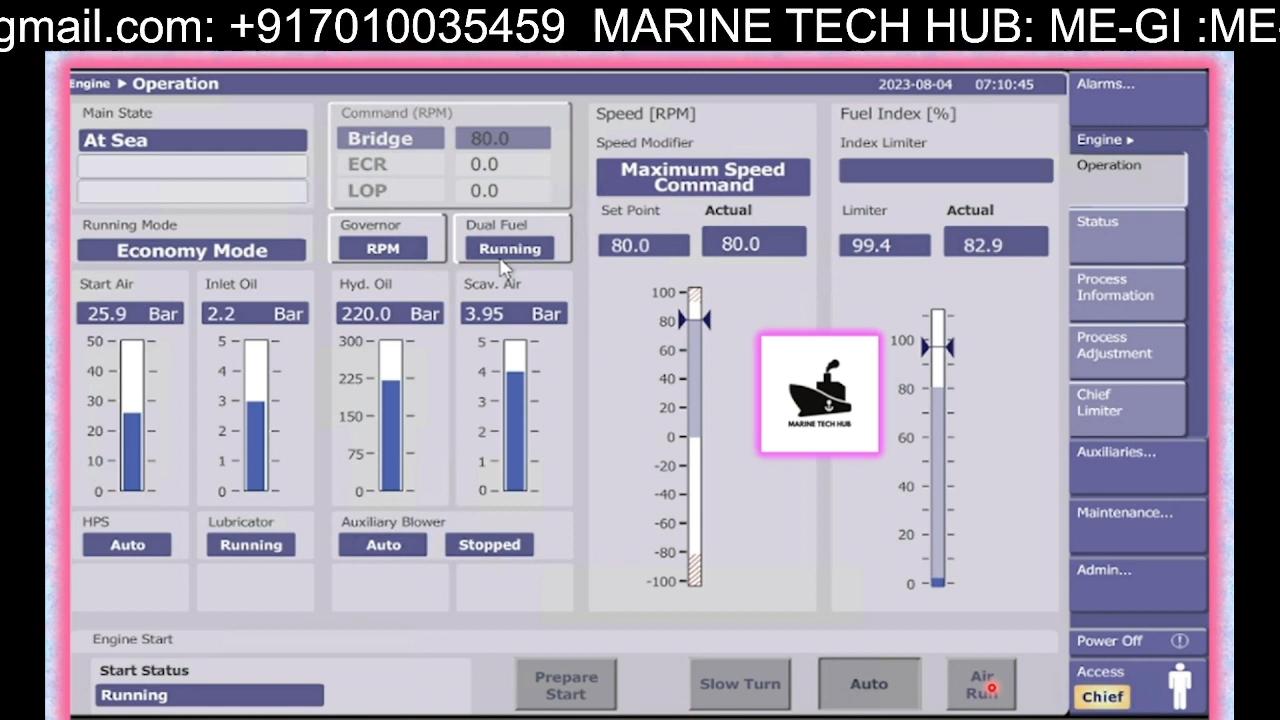 gmail.com: +917010035459  MARINE TECH HUB: ME-GI :ME-
Engine ▶ Operation
2023-08-04 07:10:45
Main State
At Sea
Command (RPM)
Bridge 80.0
ECR 0.0
LOP 0.0
Speed [RPM]
Speed Modifier
Maximum Speed
Command
Set Point Actual
80.0 80.0
Fuel Index [%]
Index Limiter
Limiter Actual
99.4 82.9
Running Mode
Economy Mode
Governor
RPM
Dual Fuel
Running
Start Air
25.9 Bar
50
40
30
20
10
0
Inlet Oil
2.2 Bar
5
4
3
2
1
0
Hyd. Oil
220.0 Bar
300
225
150
75
0
Scav. Air
3.95 Bar
5
4
3
2
1
0
100
80
60
40
20
0
-20
-40
-60
-80
-100
100
80
60
40
20
0
MARINE TECH HUB
HPS
Auto
Lubricator
Running
Auxiliary Blower
Auto Stopped
Engine Start
Start Status
Running
Prepare
Start
Slow Turn
Auto
Air
Run
Alarms...
Engine ▶
Operation
Status
Process
Information
Process
Adjustment
Chief
Limiter
Auxiliaries...
Maintenance...
Admin...
Power Off
Access
Chief